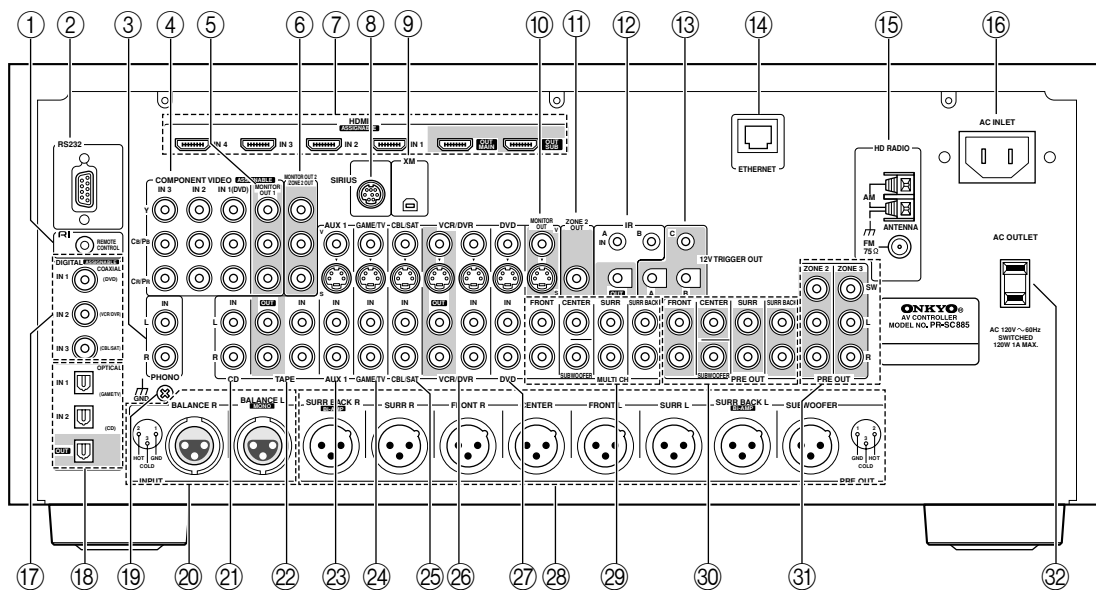 ① ② ③ ④ ⑤ ⑥ ⑦ ⑧ ⑨ ⑩ ⑪ ⑫ ⑬ ⑭ ⑮ ⑯
HDMI
ASSIGNABLE
IN 4 IN 3 IN 2 IN 1 OUT MAIN OUT SUB
RS232
COMPONENT VIDEO ASSIGNABLE
IN 3 IN 2 IN 1(DVD) MONITOR OUT 1
MONITOR OUT 2
ZONE 2 OUT
Y
CB/PB
CR/PR
SIRIUS
XM
ETHERNET
HD RADIO
AM
ANTENNA
FM
75Ω
AC INLET
AC OUTLET
AC 120V~60Hz
SWITCHED
120W 1A MAX.
REMOTE
CONTROL
AUX 1 GAME/TV CBL/SAT VCR/DVR DVD
MONITOR OUT
V
S
V
S
ZONE 2
OUT
IR
A
IN
B
OUT
C
12V TRIGGER OUT
A
B
DIGITAL ASSIGNABLE
COAXIAL
IN 1
(DVD)
IN 2
(VCR/DVR)
IN 3
(CBL/SAT)
OPTICAL
IN 1
(GAME/TV)
IN 2
(CD)
OUT
IN
L
R
PHONO
GND
IN OUT IN IN IN IN OUT IN
L
R
CD TAPE AUX 1 GAME/TV CBL/SAT VCR/DVR DVD
FRONT CENTER SURR SURR BACK
SUBWOOFER MULTI CH
FRONT CENTER SURR SURR BACK
SUBWOOFER PRE OUT
ZONE 2 ZONE 3
SW
L
R
PRE OUT
ONKYO®
AV CONTROLLER
MODEL NO. PR-SC885
BALANCE R BALANCE L
MONO
2 1
3
HOT GND
COLD
INPUT
SURR BACK R SURR R FRONT R CENTER FRONT L SURR L SURR BACK L SUBWOOFER
BI-AMP BI-AMP
1 2
3
GND HOT
COLD
PRE OUT
⑰ ⑱ ⑲ ⑳ ㉑ ㉒ ㉓ ㉔ ㉕ ㉖ ㉗ ㉘ ㉙ ㉚ ㉛ ㉜